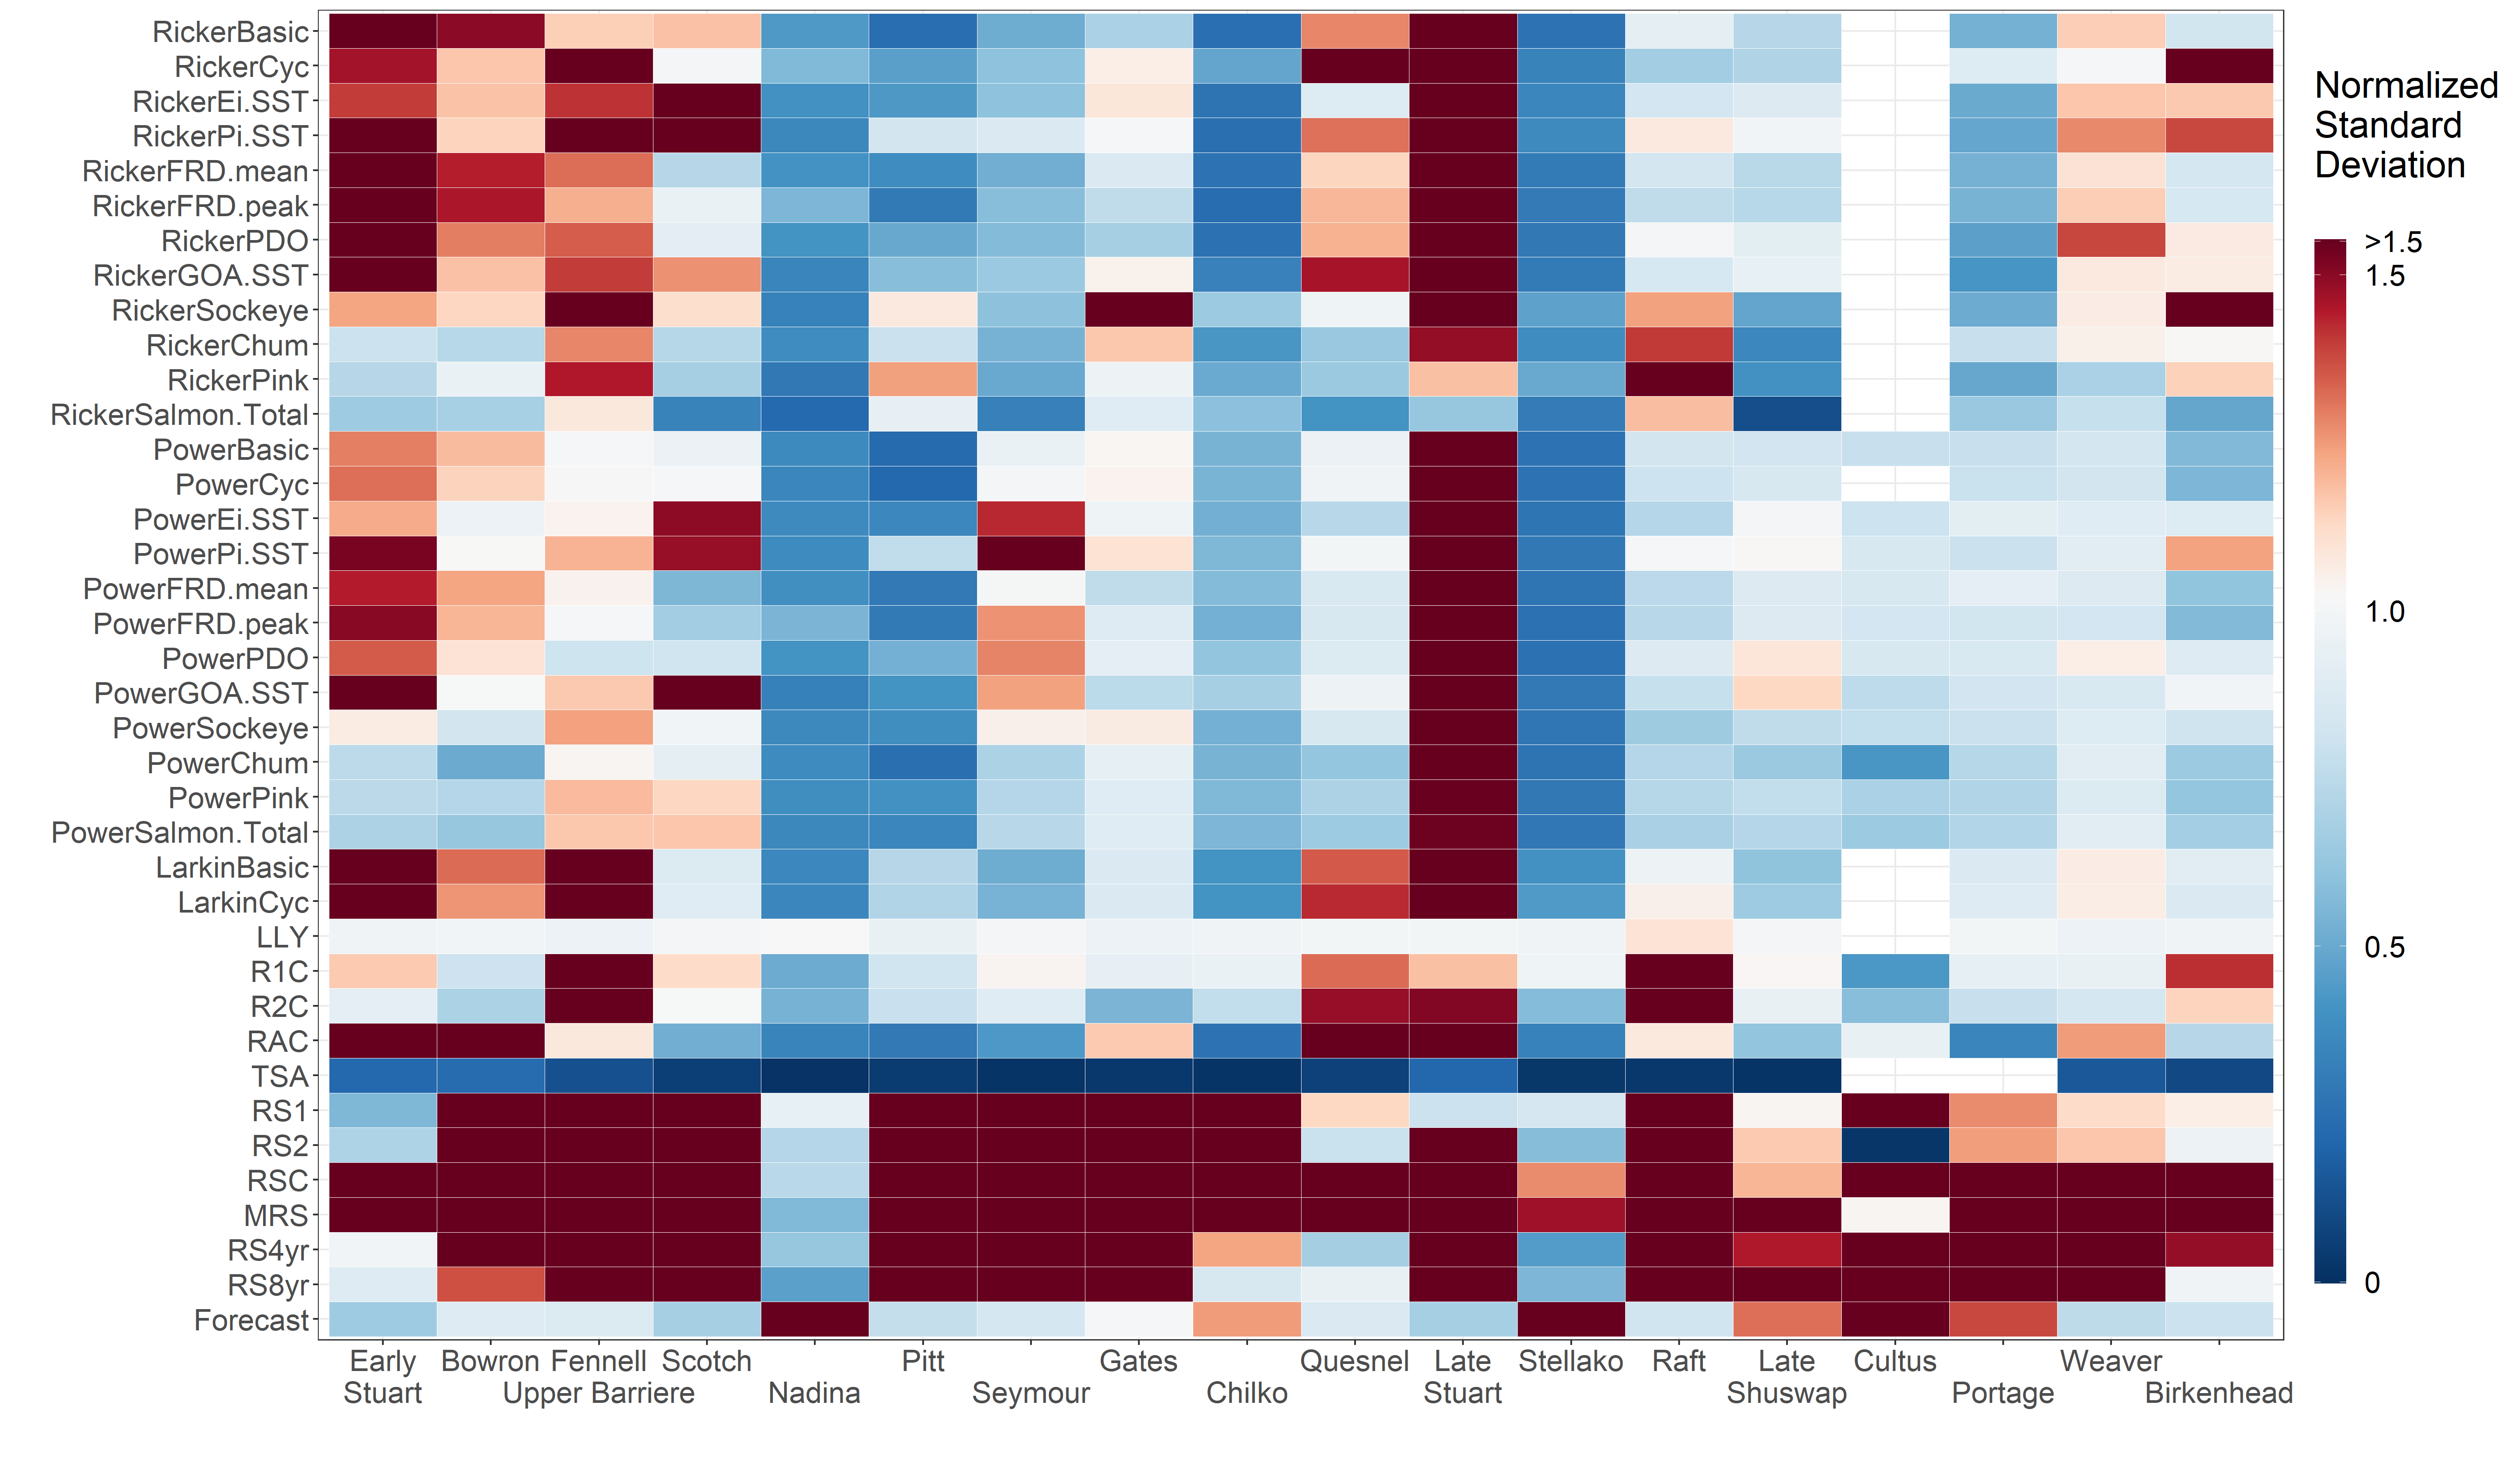 RickerBasic
RickerCyc
RickerEi.SST
RickerPi.SST
RickerFRD.mean
RickerFRD.peak
RickerPDO
RickerGOA.SST
RickerSockeye
RickerChum
RickerPink
RickerSalmon.Total
PowerBasic
PowerCyc
PowerEi.SST
PowerPi.SST
PowerFRD.mean
PowerFRD.peak
PowerPDO
PowerGOA.SST
PowerSockeye
PowerChum
PowerPink
PowerSalmon.Total
LarkinBasic
LarkinCyc
LLY
R1C
R2C
RAC
TSA
RS1
RS2
RSC
MRS
RS4yr
RS8yr
Forecast
Early Bowron Fennell Scotch Pitt Gates Quesnel Late Stellako Raft Late Cultus Weaver
Stuart Upper Barriere Nadina Seymour Chilko Stuart Shuswap Portage Birkenhead
Normalized
Standard
Deviation
>1.5
1.5
1.0
0.5
0